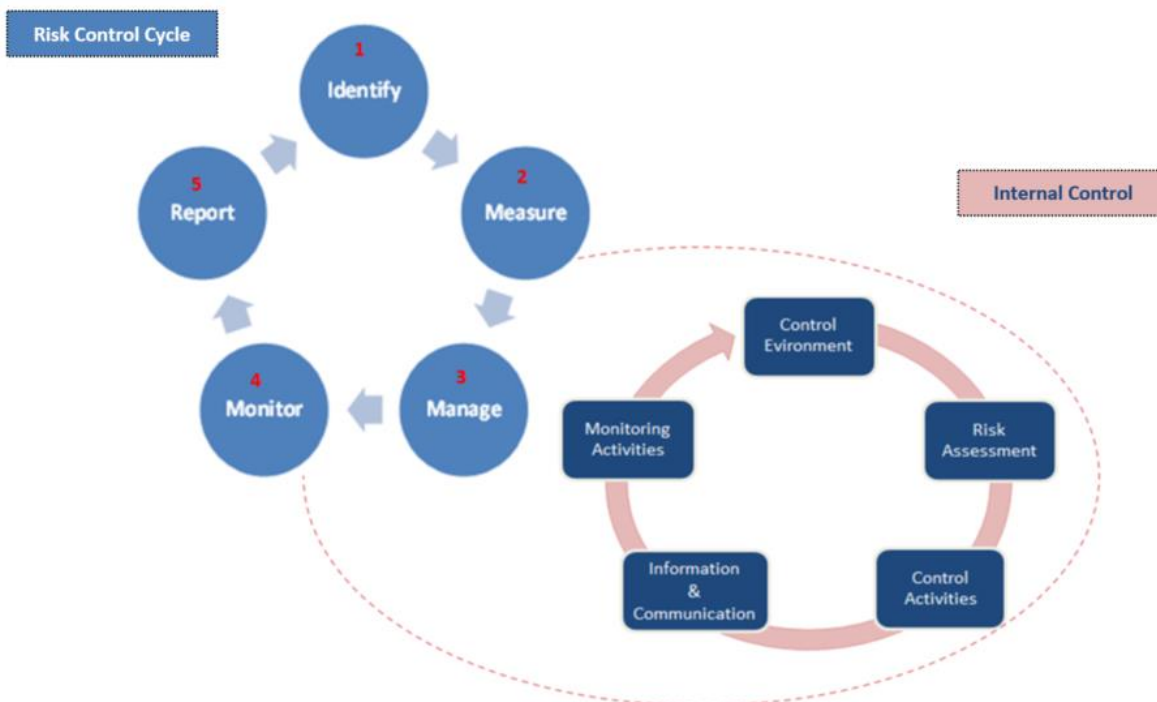 Risk Control Cycle
1
Identify
2
Measure
3
Manage
4
Monitor
5
Report
Internal Control
Control
Evironment
Risk
Assessment
Control
Activities
Information
&
Communication
Monitoring
Activities